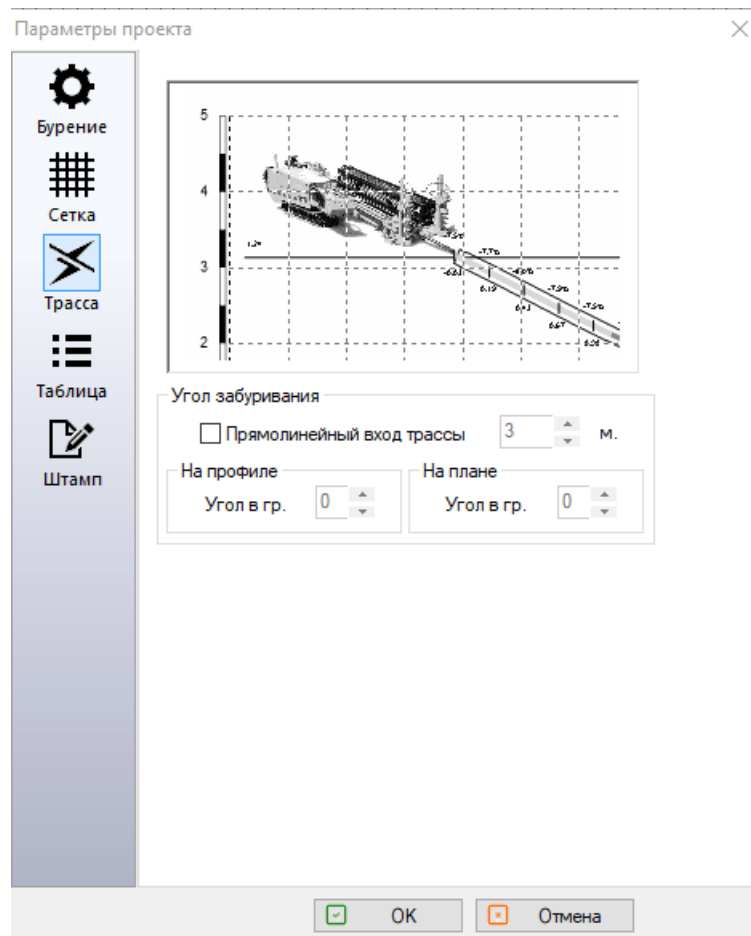 Параметры проекта
Бурение
Сетка
Трасса
Таблица
Штамп
5
4
3
2
Угол забуривания
Прямолинейный вход трассы 3 м.
На профиле
Угол в гр. 0
На плане
Угол в гр. 0
OK
Отмена